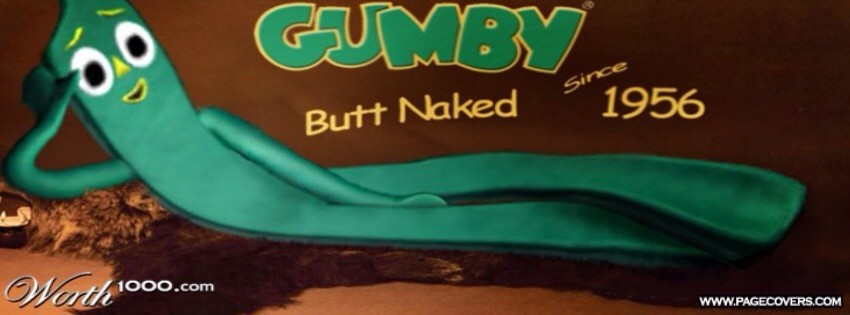 GUMBY®
Butt Naked Since 1956
Worth1000.com
WWW.PAGECOVERS.COM